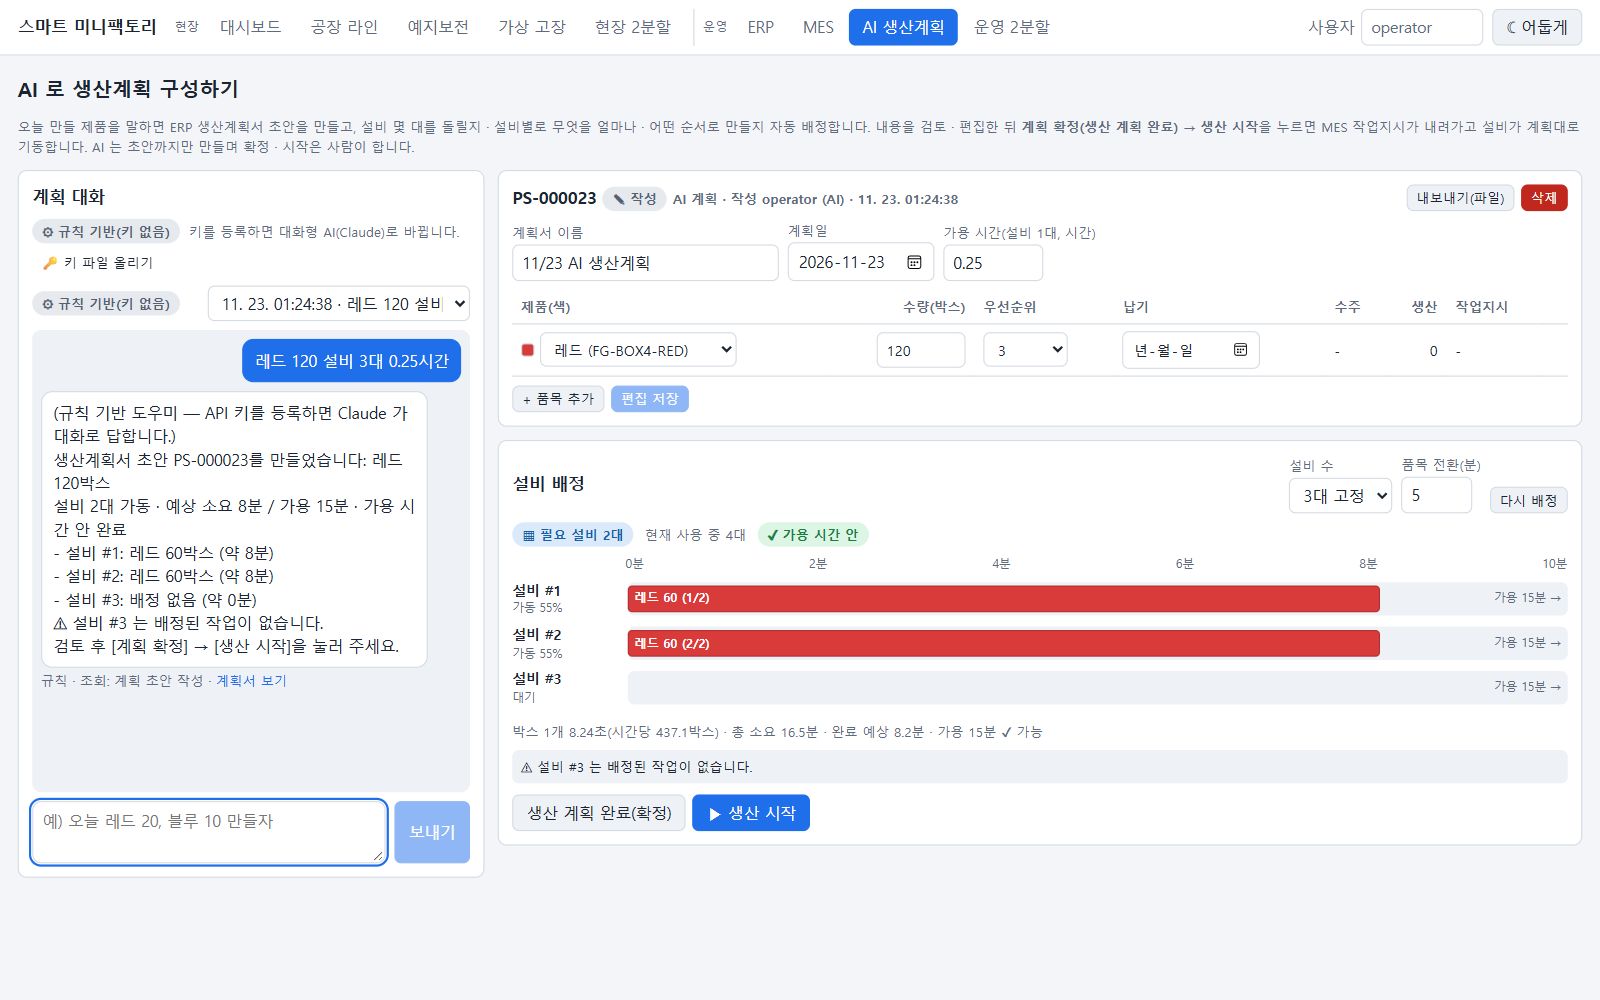 스마트 미니팩토리 현장 대시보드 공장 라인 예지보전 가상 고장 현장 2분할 운영 ERP MES AI 생산계획 운영 2분할 사용자 operator ☾ 어둡게
AI 로 생산계획 구성하기
오늘 만들 제품을 말하면 ERP 생산계획서 초안을 만들고, 설비 몇 대를 돌릴지 · 설비별로 무엇을 얼마나 · 어떤 순서로 만들지 자동 배정합니다. 내용을 검토 · 편집한 뒤 계획 확정(생산 계획 완료) → 생산 시작을 누르면 MES 작업지시가 내려가고 설비가 계획대로
기동합니다. AI 는 초안까지만 만들며 확정 · 시작은 사람이 합니다.
계획 대화
⚙ 규칙 기반(키 없음) 키를 등록하면 대화형 AI(Claude)로 바뀝니다.
🔑 키 파일 올리기
⚙ 규칙 기반(키 없음) 11. 23. 01:24:38 · 레드 120 설비
레드 120 설비 3대 0.25시간
(규칙 기반 도우미 — API 키를 등록하면 Claude 가
대화로 답합니다.)
생산계획서 초안 PS-000023를 만들었습니다: 레드
120박스
설비 2대 가동 · 예상 소요 8분 / 가용 15분 · 가용 시
간 안 완료
- 설비 #1: 레드 60박스 (약 8분)
- 설비 #2: 레드 60박스 (약 8분)
- 설비 #3: 배정 없음 (약 0분)
⚠ 설비 #3 는 배정된 작업이 없습니다.
검토 후 [계획 확정] → [생산 시작]을 눌러 주세요.
규칙 · 조회: 계획 초안 작성 · 계획서 보기
예) 오늘 레드 20, 블루 10 만들자
보내기
PS-000023 ✎ 작성 AI 계획 · 작성 operator (AI) · 11. 23. 01:24:38 내보내기(파일) 삭제
계획서 이름 계획일 가용 시간(설비 1대, 시간)
11/23 AI 생산계획 2026-11-23 0.25
제품(색) 수량(박스) 우선순위 납기 수주 생산 작업지시
레드 (FG-BOX4-RED) 120 3 년-월-일 - 0 -
+ 품목 추가 편집 저장
설비 배정 설비 수 품목 전환(분)
3대 고정 5 다시 배정
▦ 필요 설비 2대 현재 사용 중 4대 ✓ 가용 시간 안
0분 2분 4분 6분 8분 10분
설비 #1 레드 60 (1/2) 가용 15분 →
가동 55%
설비 #2 레드 60 (2/2) 가용 15분 →
가동 55%
설비 #3 가용 15분 →
대기
박스 1개 8.24초(시간당 437.1박스) · 총 소요 16.5분 · 완료 예상 8.2분 · 가용 15분 ✓ 가능
⚠ 설비 #3 는 배정된 작업이 없습니다.
생산 계획 완료(확정) ▶ 생산 시작